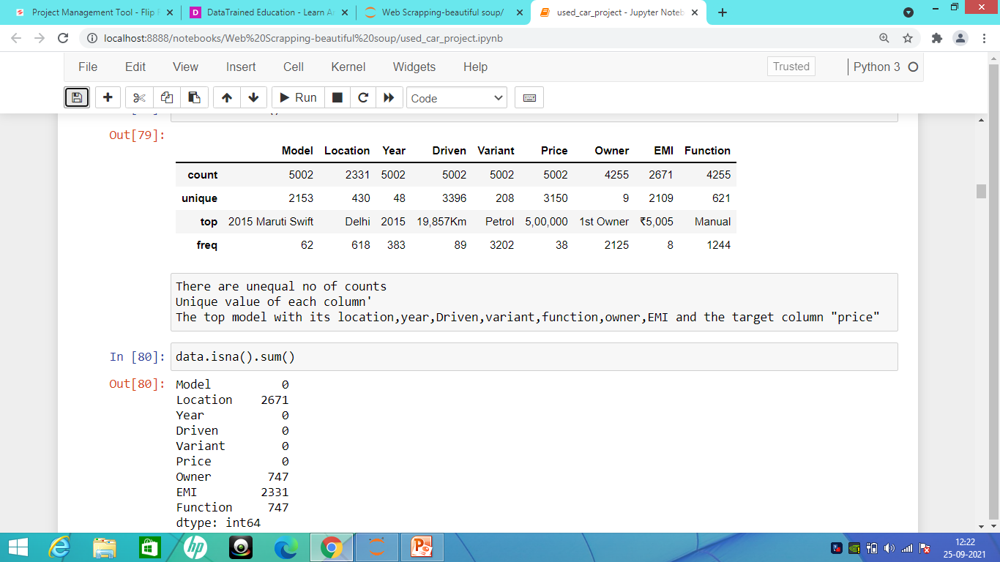 Project Management Tool - Flip R
DataTrained Education - Learn A
Web Scrapping-beautiful soup/
used_car_project - Jupyter Noteb
localhost:8888/notebooks/Web%20Scrapping-beautiful%20soup/used_car_project.ipynb
File Edit View Insert Cell Kernel Widgets Help Trusted Python 3
Run Code
Out[79]:
Model Location Year Driven Variant Price Owner EMI Function
count 5002 2331 5002 5002 5002 5002 4255 2671 4255
unique 2153 430 48 3396 208 3150 9 2109 621
top 2015 Maruti Swift Delhi 2015 19,857Km Petrol 5,00,000 1st Owner ₹5,005 Manual
freq 62 618 383 89 3202 38 2125 8 1244
There are unequal no of counts
Unique value of each column'
The top model with its location,year,Driven,variant,function,owner,EMI and the target column "price"
In [80]: data.isna().sum()
Out[80]: Model 0
Location 2671
Year 0
Driven 0
Variant 0
Price 0
Owner 747
EMI 2331
Function 747
dtype: int64
12:22
25-09-2021